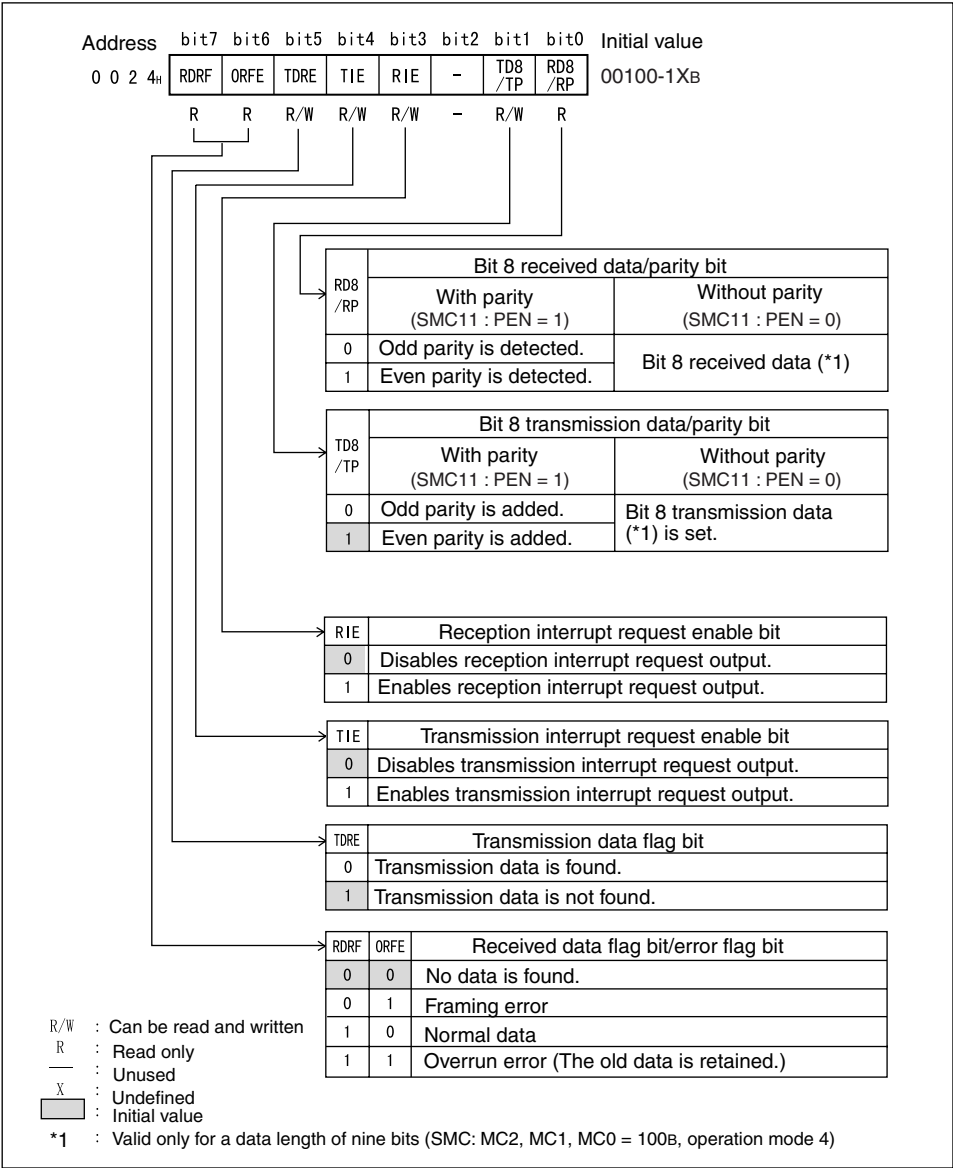 Address bit7 bit6 bit5 bit4 bit3 bit2 bit1 bit0 Initial value
0 0 2 4H RDRF ORFE TDRE TIE RIE - TD8 /TP RD8 /RP 00100-1XB
R R R/W R/W R/W - R/W R
RD8 /RP Bit 8 received data/parity bit
With parity Without parity
(SMC11 : PEN = 1) (SMC11 : PEN = 0)
0 Odd parity is detected. Bit 8 received data (*1)
1 Even parity is detected.
TD8 /TP Bit 8 transmission data/parity bit
With parity Without parity
(SMC11 : PEN = 1) (SMC11 : PEN = 0)
0 Odd parity is added. Bit 8 transmission data
1 Even parity is added. (*1) is set.
RIE Reception interrupt request enable bit
0 Disables reception interrupt request output.
1 Enables reception interrupt request output.
TIE Transmission interrupt request enable bit
0 Disables transmission interrupt request output.
1 Enables transmission interrupt request output.
TDRE Transmission data flag bit
0 Transmission data is found.
1 Transmission data is not found.
RDRF ORFE Received data flag bit/error flag bit
0 0 No data is found.
0 1 Framing error
1 0 Normal data
1 1 Overrun error (The old data is retained.)
R/W : Can be read and written
R : Read only
— : Unused
X : Undefined
: Initial value
*1 : Valid only for a data length of nine bits (SMC: MC2, MC1, MC0 = 100B, operation mode 4)